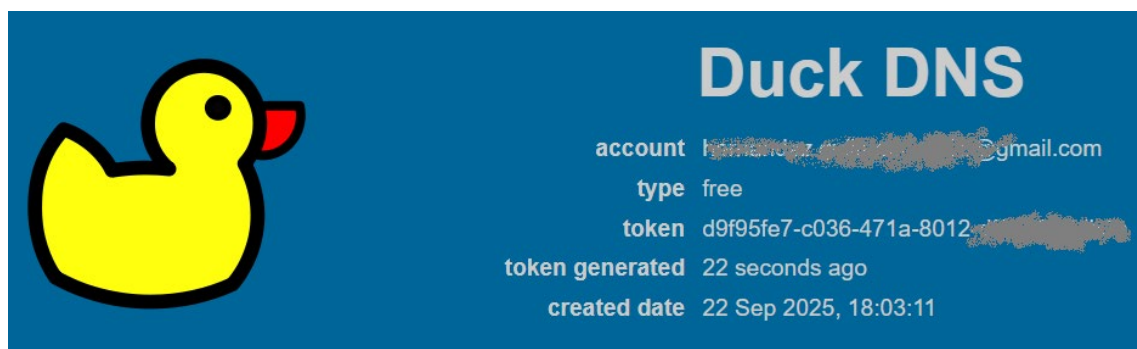 Duck DNS
account @gmail.com
type free
token d9f95fe7-c036-471a-8012-
token generated 22 seconds ago
created date 22 Sep 2025, 18:03:11